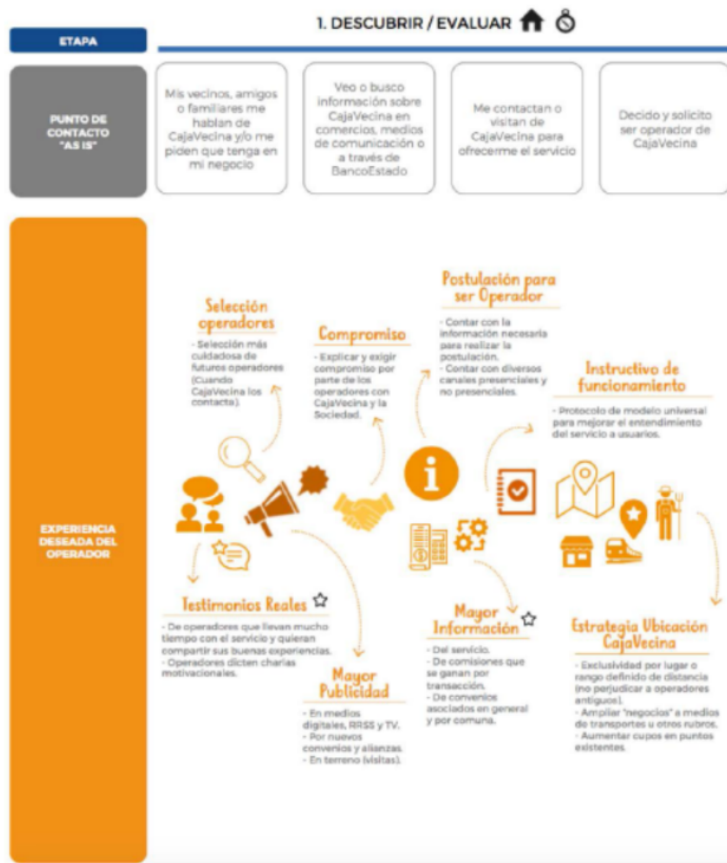 1. DESCUBRIR / EVALUAR
ETAPA
PUNTO DE
CONTACTO
"AS IS"
Mis vecinos, amigos
o familiares me
hablan de
CajaVecina y/o me
piden que tenga en
mi negocio
Veo o busco
información sobre
CajaVecina en
comercios, medios
de comunicación o
a través de
BancoEstado
Me contactan o
visitan de
CajaVecina para
ofrecerme el servicio
Decido y solicito
ser operador de
CajaVecina
EXPERIENCIA
DESEADA DEL
OPERADOR
Selección
operadores
- Selección más
cuidadosa de
futuros operadores
(Cuando
CajaVecina los
contacta).
Compromiso
- Explicar y exigir
compromiso por
parte de los
operadores con
CajaVecina y la
Sociedad.
Postulación para
ser Operador
- Contar con la
información necesaria
para realizar la
postulación.
- Contar con diversos
canales presenciales y
no presenciales.
Instructivo de
funcionamiento
- Protocolo de modelo universal
para mejorar el entendimiento
del servicio a usuarios.
Testimonios Reales
- De operadores que llevan mucho
tiempo con el servicio y quieran
compartir sus buenas experiencias.
- Operadores dicten charlas
motivacionales.
Mayor
Publicidad
- En medios
digitales, RRSS y TV.
- Por nuevos
convenios y alianzas.
- En terreno (visitas).
Mayor
Información
- Del servicio.
- De comisiones que
se ganan por
transacción.
- De convenios
asociados en general
y por comuna.
Estrategia Ubicación
CajaVecina
- Exclusividad por lugar o
rango definido de distancia
(no perjudicar a operadores
antiguos).
- Ampliar "negocios" a medios
de transportes u otros rubros.
- Aumentar cupos en puntos
existentes.